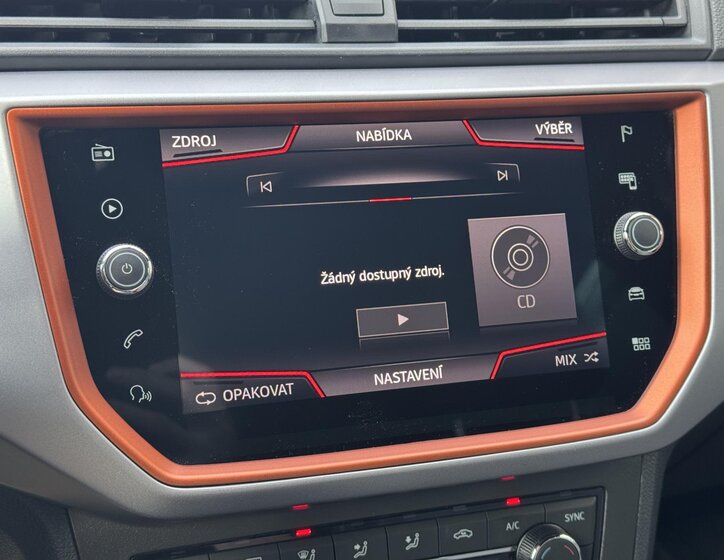 ZDROJ
NABÍDKA
VÝBĚR
Žádný dostupný zdroj.
CD
OPAKOVAT
NASTAVENÍ
MIX
A/C
SYNC